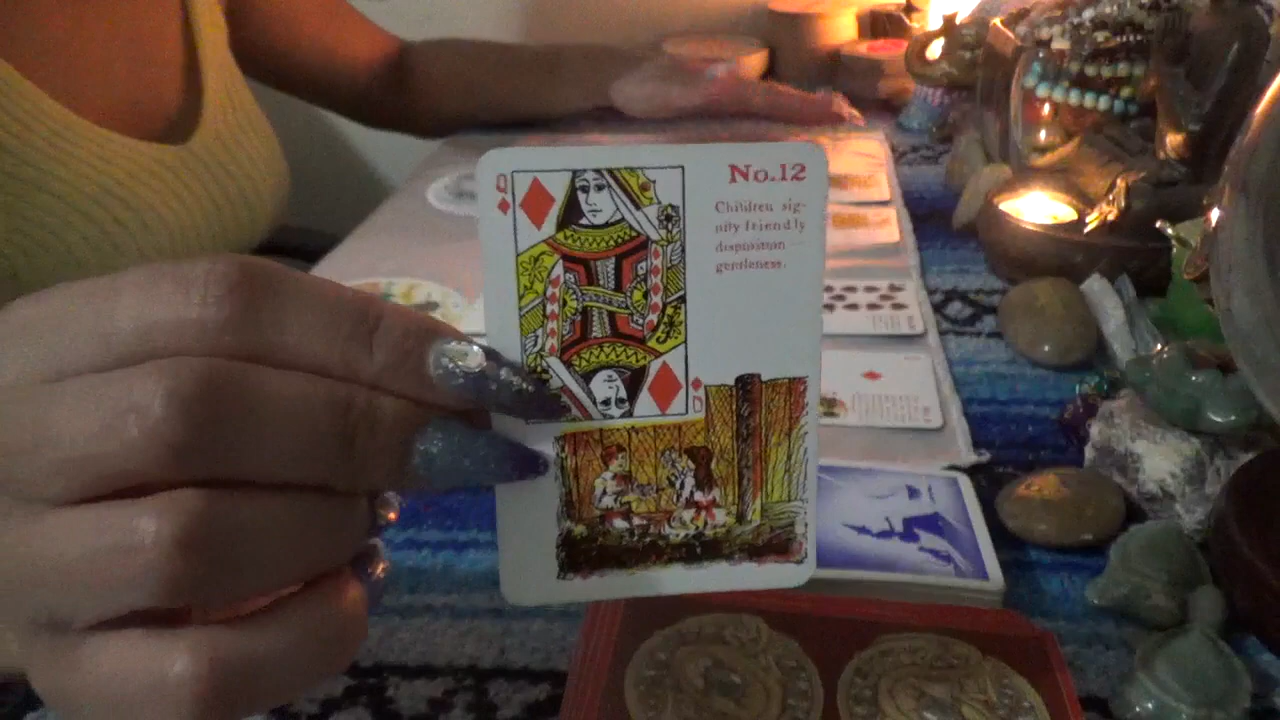 Q
No.12
Children sig-
nify friendly
disposition —
gentleness.
Q